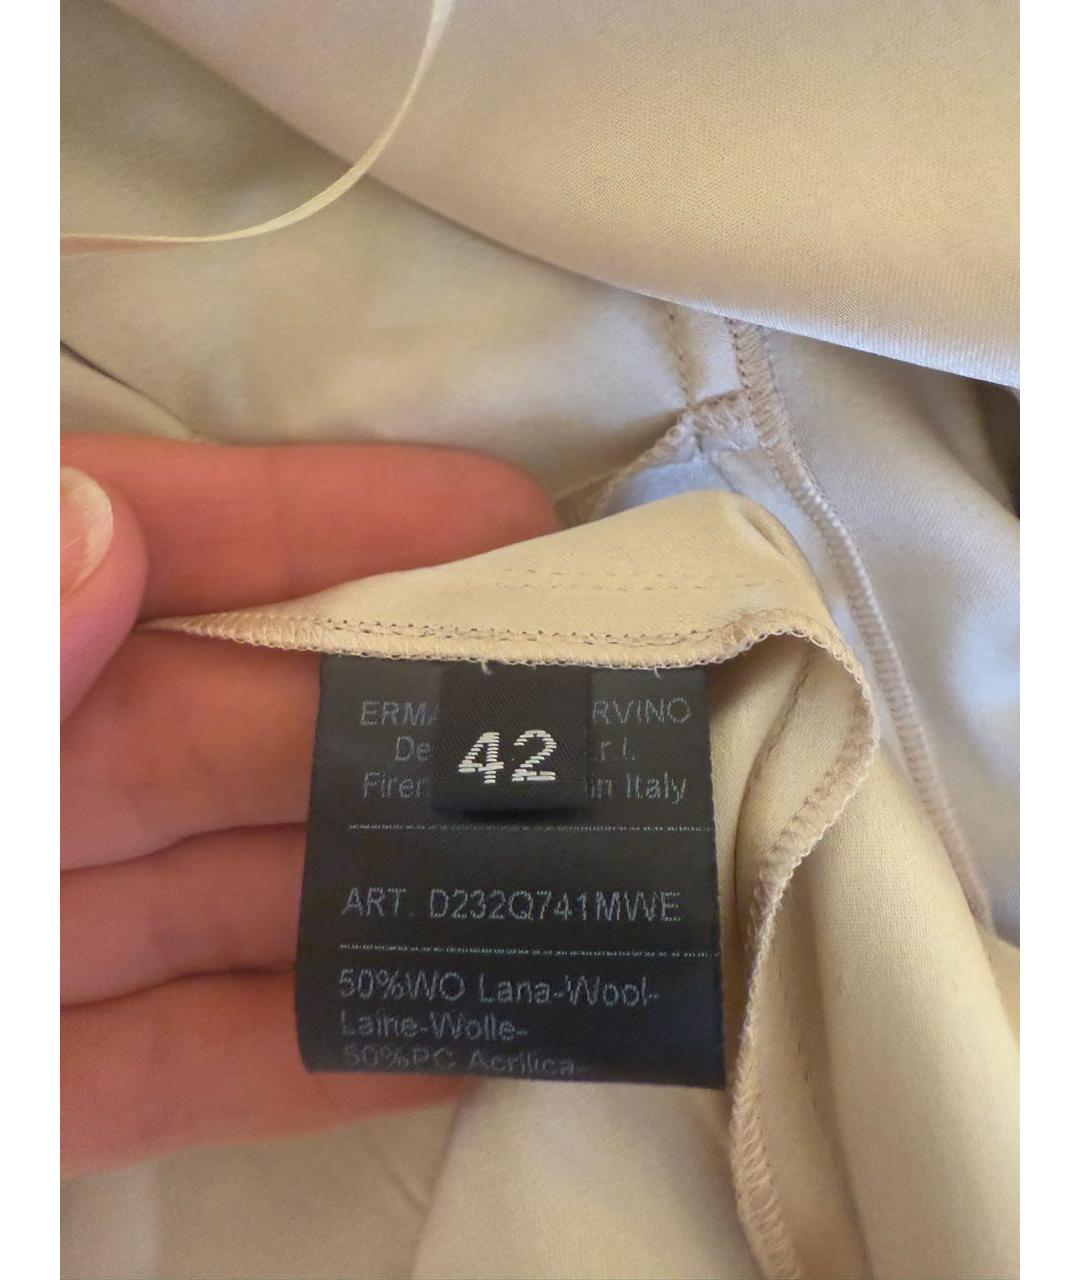 ERMA RVINO
42
De .r.l.
Firen in Italy
ART. D232Q741MWE
50%WO Lana-Wool-
Laine-Wolle-
50%PC Acrilica-